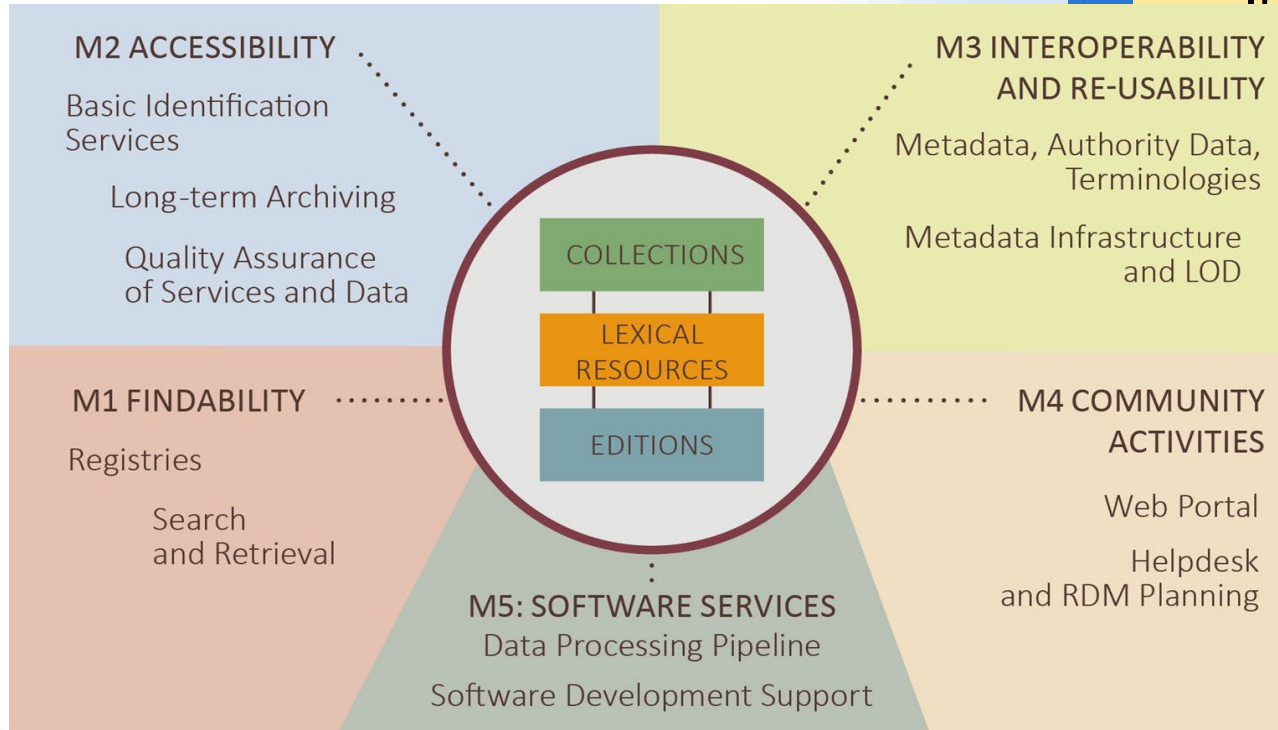 M2 ACCESSIBILITY
Basic Identification
Services
Long-term Archiving
Quality Assurance
of Services and Data
M3 INTEROPERABILITY
AND RE-USABILITY
Metadata, Authority Data,
Terminologies
Metadata Infrastructure
and LOD
COLLECTIONS
LEXICAL
RESOURCES
EDITIONS
M1 FINDABILITY
Registries
Search
and Retrieval
M4 COMMUNITY
ACTIVITIES
Web Portal
Helpdesk
and RDM Planning
M5: SOFTWARE SERVICES
Data Processing Pipeline
Software Development Support